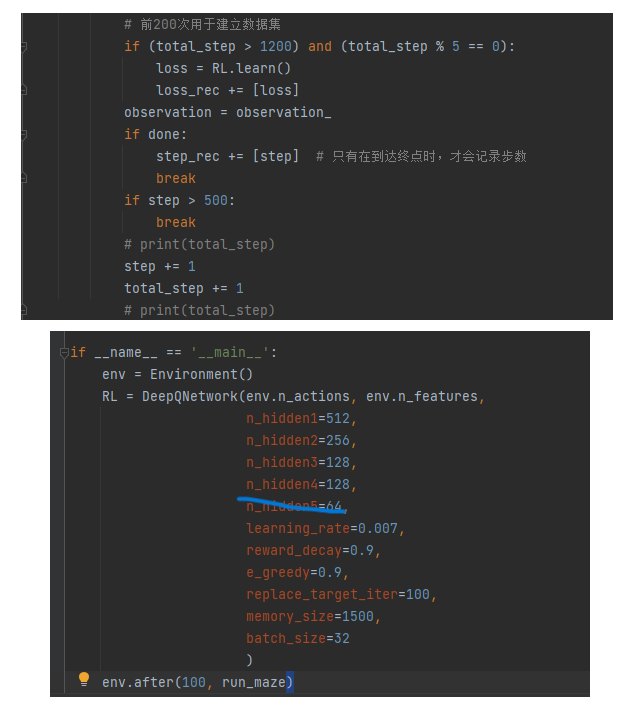 # 前200次用于建立数据集
if (total_step > 1200) and (total_step % 5 == 0):
loss = RL.learn()
loss_rec += [loss]
observation = observation_
if done:
step_rec += [step]  # 只有在到达终点时，才会记录步数
break
if step > 500:
break
# print(total_step)
step += 1
total_step += 1
# print(total_step)
if __name__ == '__main__':
env = Environment()
RL = DeepQNetwork(env.n_actions, env.n_features,
n_hidden1=512,
n_hidden2=256,
n_hidden3=128,
n_hidden4=128,
n_hidden5=64,
learning_rate=0.007,
reward_decay=0.9,
e_greedy=0.9,
replace_target_iter=100,
memory_size=1500,
batch_size=32
)
env.after(100, run_maze)